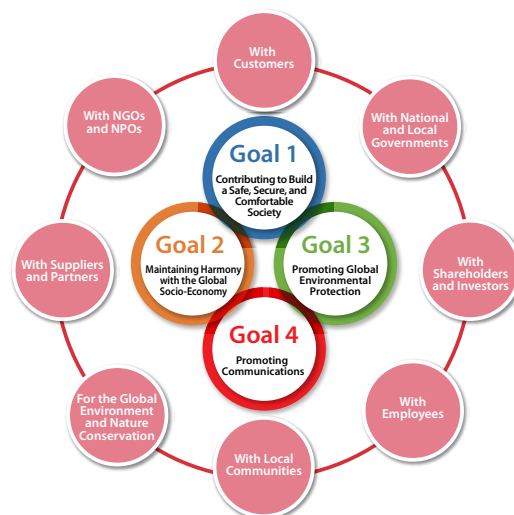 With
Customers
With NGOs
and NPOs
With National
and Local
Governments
Goal 1
Contributing to Build
a Safe, Secure, and
Comfortable
Society
Goal 2
Maintaining Harmony
with the Global
Socio-Economy
Goal 3
Promoting Global
Environmental
Protection
With Suppliers
and Partners
With
Shareholders
and Investors
Goal 4
Promoting
Communications
For the Global
Environment
and Nature
Conservation
With
Employees
With Local
Communities